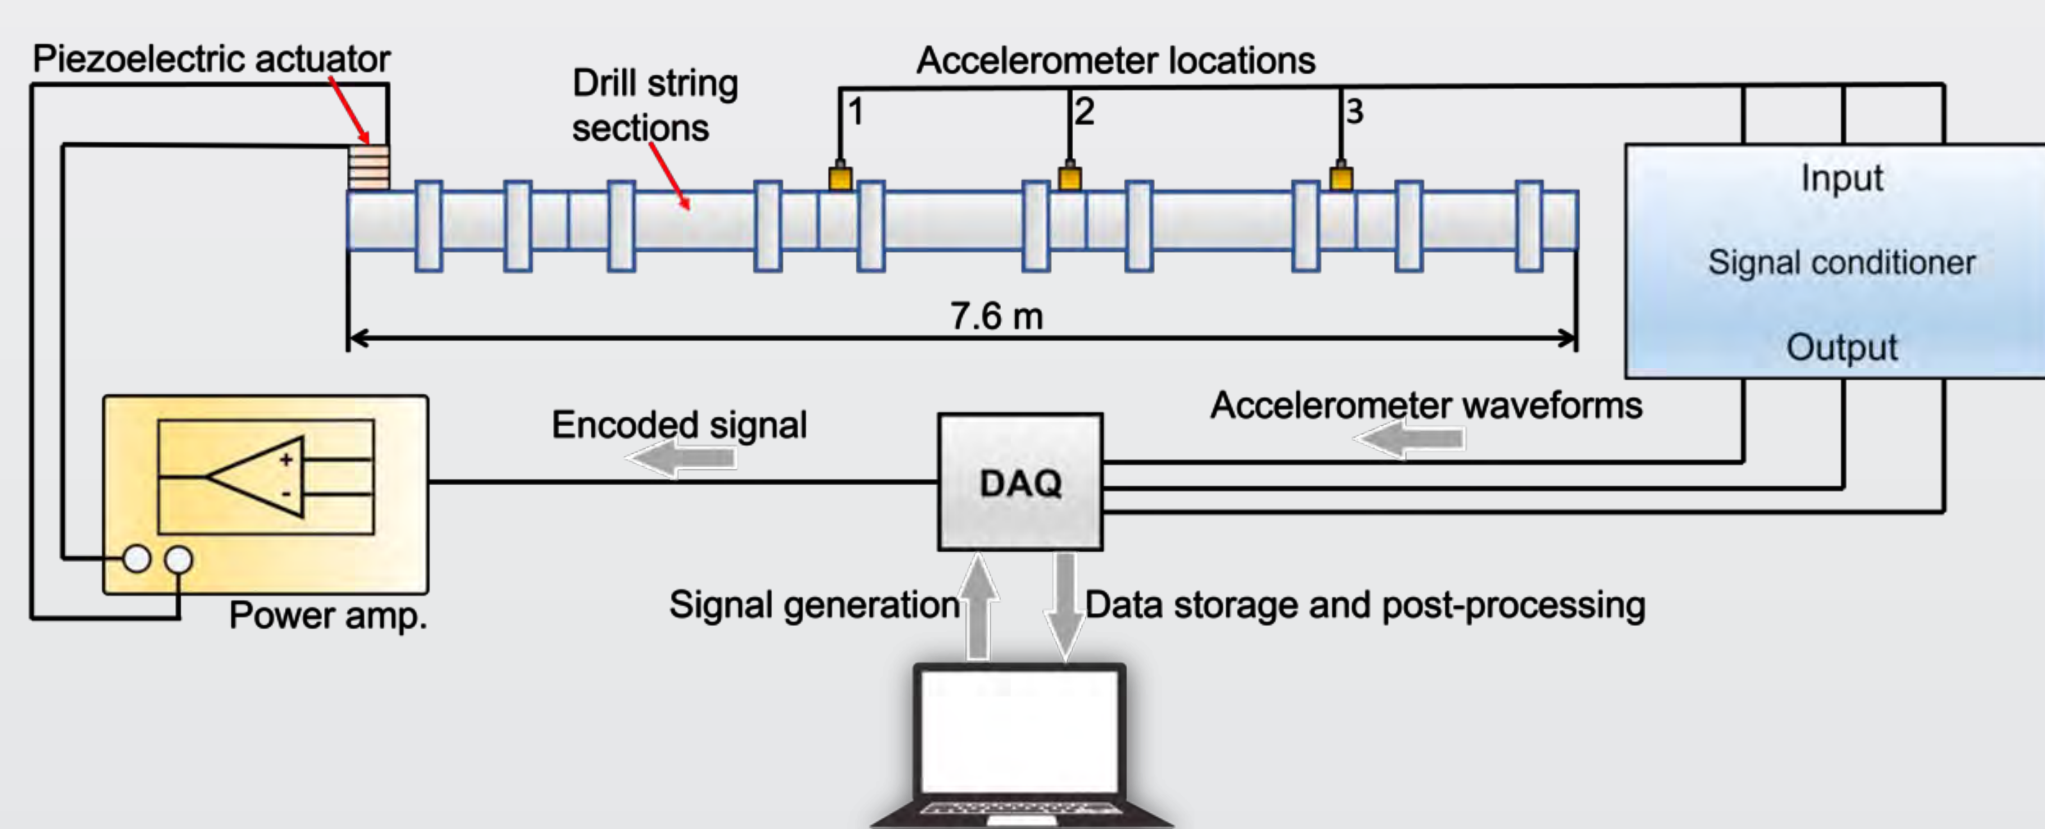 Piezoelectric actuator
Drill string
sections
Accelerometer locations
1
2
3
Input
Signal conditioner
Output
7.6 m
Accelerometer waveforms
Encoded signal
DAQ
+
-
Power amp.
Signal generation
Data storage and post-processing